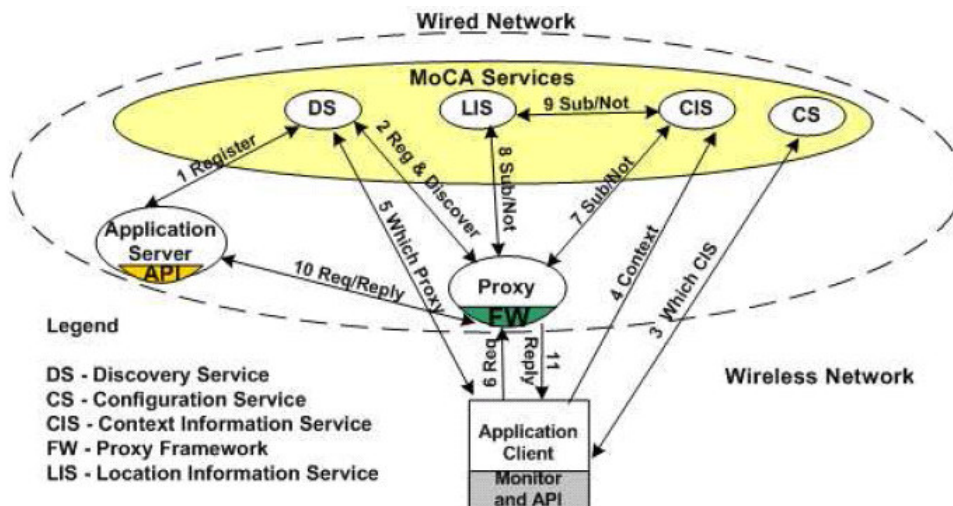 Wired Network
MoCA Services
DS
LIS
9 Sub/Not
CIS
CS
1 Register
2 Reg & Discover
8 Sub/Not
7 Sub/Not
5 Which Proxy
4 Context
3 Which CIS
Application
Server
API
10 Req/Reply
Proxy
FW
6 Req
11
Reply
Legend
DS - Discovery Service
CS - Configuration Service
CIS - Context Information Service
FW - Proxy Framework
LIS - Location Information Service
Wireless Network
Application
Client
Monitor
and API